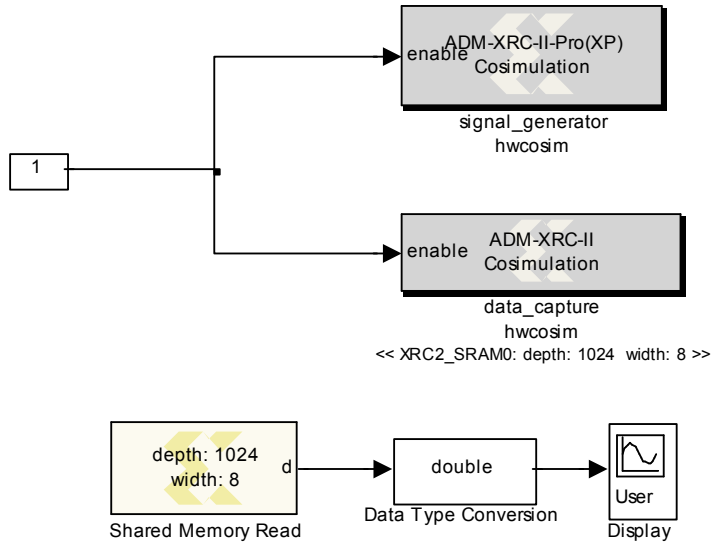 ADM-XRC-II-Pro(XP)
enable
Cosimulation
signal_generator
hwcosim
1
ADM-XRC-II
enable
Cosimulation
data_capture
hwcosim
<< XRC2_SRAM0: depth: 1024 width: 8 >>
depth: 1024
d
width: 8
Shared Memory Read
double
Data Type Conversion
User
Display